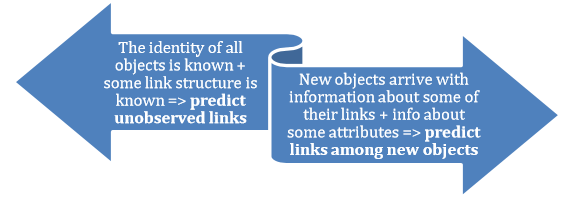 The identity of all
objects is known +
some link structure is
known => predict
unobserved links
New objects arrive with
information about some of
their links + info about
some attributes => predict
links among new objects